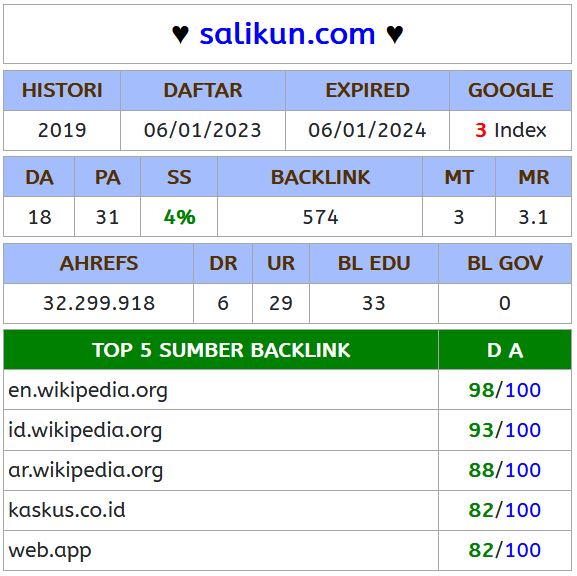 ♥ salikun.com ♥
HISTORI DAFTAR EXPIRED GOOGLE
2019 06/01/2023 06/01/2024 3 Index
DA PA SS BACKLINK MT MR
18 31 4% 574 3 3.1
AHREFS DR UR BL EDU BL GOV
32.299.918 6 29 33 0
TOP 5 SUMBER BACKLINK D A
en.wikipedia.org 98/100
id.wikipedia.org 93/100
ar.wikipedia.org 88/100
kaskus.co.id 82/100
web.app 82/100